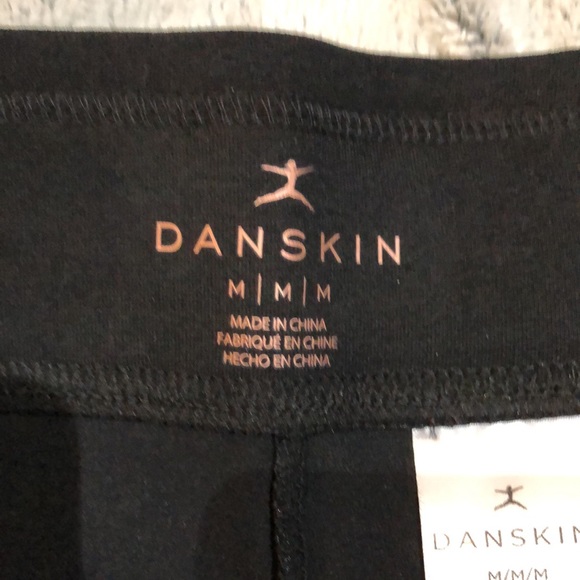 DANSKIN
M | M | M
MADE IN CHINA
FABRIQUÉ EN CHINE
HECHO EN CHINA
DANSKIN
M/M/M